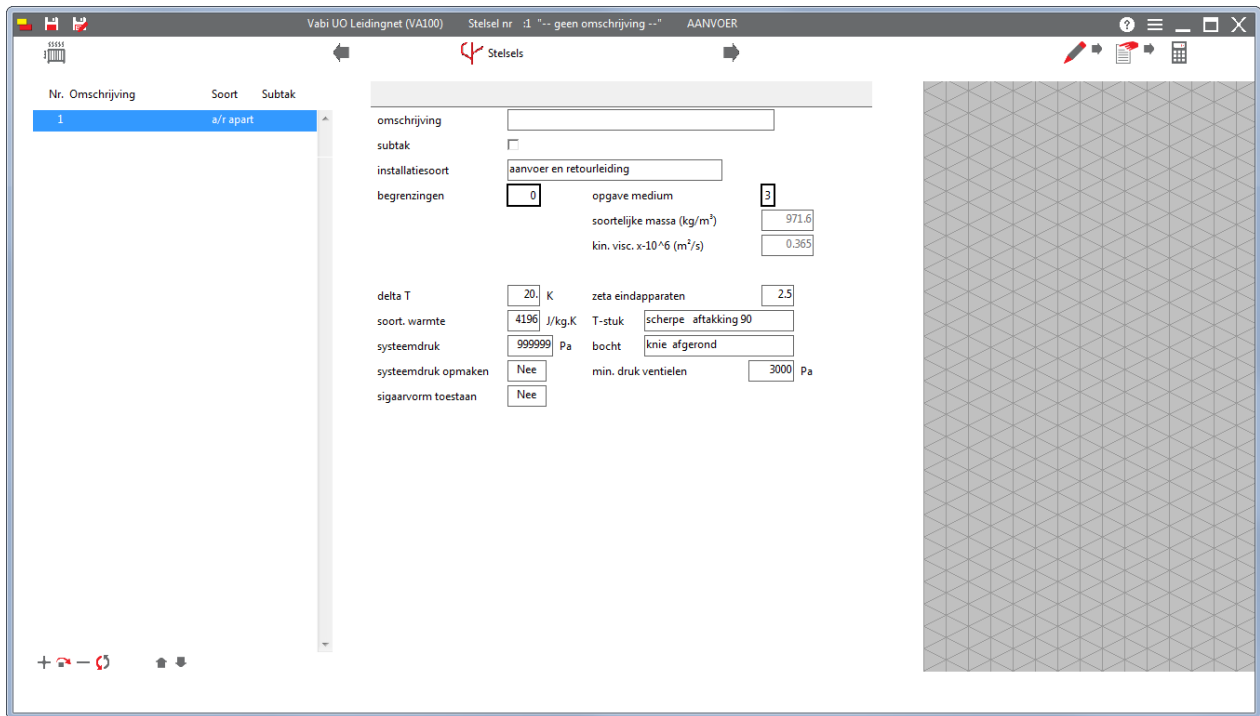 Vabi UO Leidingnet (VA100) Stelsel nr :1 "-- geen omschrijving --" AANVOER
Stelsels
Nr. Omschrijving Soort Subtak
1 a/r apart
omschrijving
subtak
installatiesoort aanvoer en retourleiding
begrenzingen 0 opgave medium 3
soortelijke massa (kg/m³) 971.6
kin. visc. x-10^6 (m²/s) 0.365
delta T 20. K zeta eindapparaten 2.5
soort. warmte 4196 J/kg.K T-stuk scherpe aftakking 90
systeemdruk 999999 Pa bocht knie afgerond
systeemdruk opmaken Nee min. druk ventielen 3000 Pa
sigaarvorm toestaan Nee